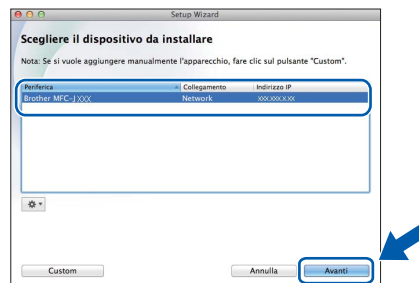 Setup Wizard
Scegliere il dispositivo da installare
Nota: Se si vuole aggiungere manualmente l'apparecchio, fare clic sul pulsante "Custom".
Periferica Collegamento Indirizzo IP
Brother MFC-J XXX Network XXX.XXX.X.XX
Custom Annulla Avanti